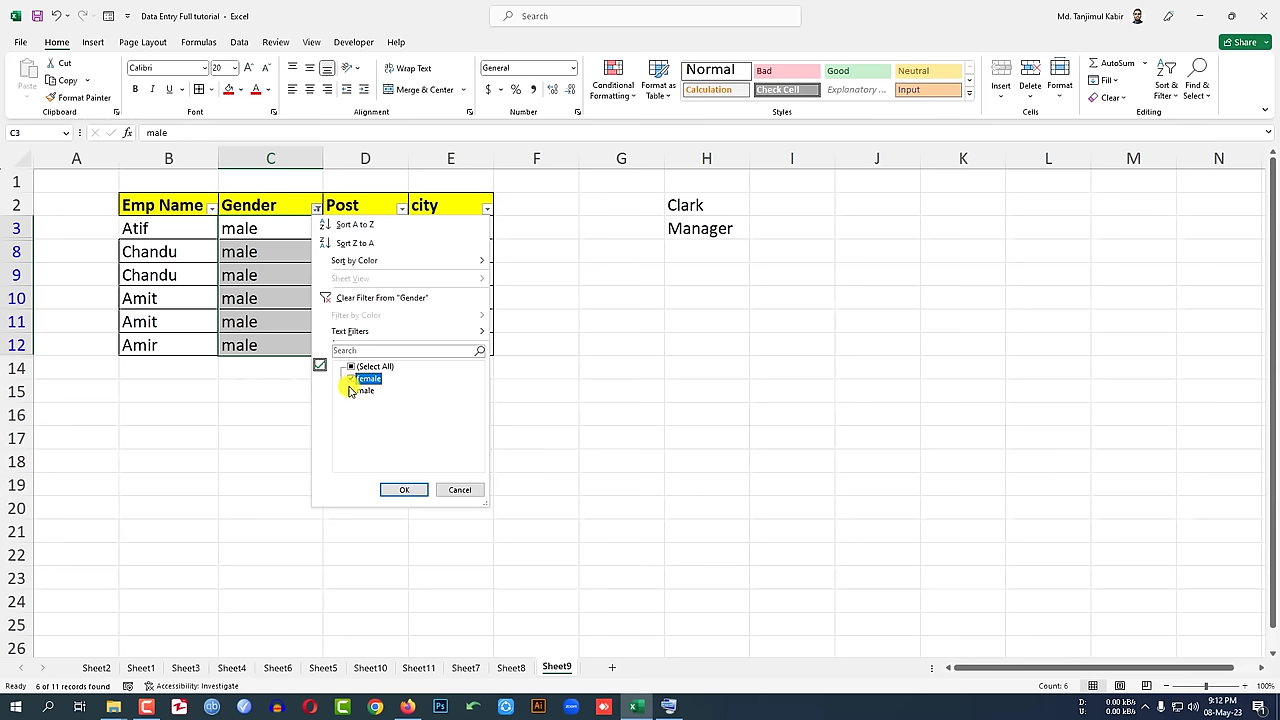 Data Entry Full tutorial - Excel
Search
Md. Tanjimul Kabir
File Home Insert Page Layout Formulas Data Review View Developer Help
Share
Paste
Cut
Copy
Format Painter
Clipboard
Calibri 20
B I U
Font
Wrap Text
Merge & Center
Alignment
General
Number
Conditional Formatting
Format as Table
Normal Bad Good Neutral
Calculation Check Cell Explanatory ... Input
Styles
Insert Delete Format
Cells
AutoSum
Fill
Clear
Sort & Filter
Find & Select
Editing
C3 male
A B C D E F G H I J K L M N
1
2 Emp Name Gender Post city Clark
3 Atif male Manager
8 Chandu male
9 Chandu male
10 Amit male
11 Amit male
12 Amir male
14
15
16
17
18
19
20
21
22
23
24
25
26
Sort A to Z
Sort Z to A
Sort by Color
Sheet View
Clear Filter From "Gender"
Filter by Color
Text Filters
Search
(Select All)
female
male
OK Cancel
Sheet2 Sheet1 Sheet3 Sheet4 Sheet6 Sheet5 Sheet10 Sheet11 Sheet7 Sheet8 Sheet9
Ready 6 of 11 records found Accessibility: Investigate Count: 6 100%
D: 0.00 kB/s
U: 0.00 kB/s
9:12 PM
08-May-23